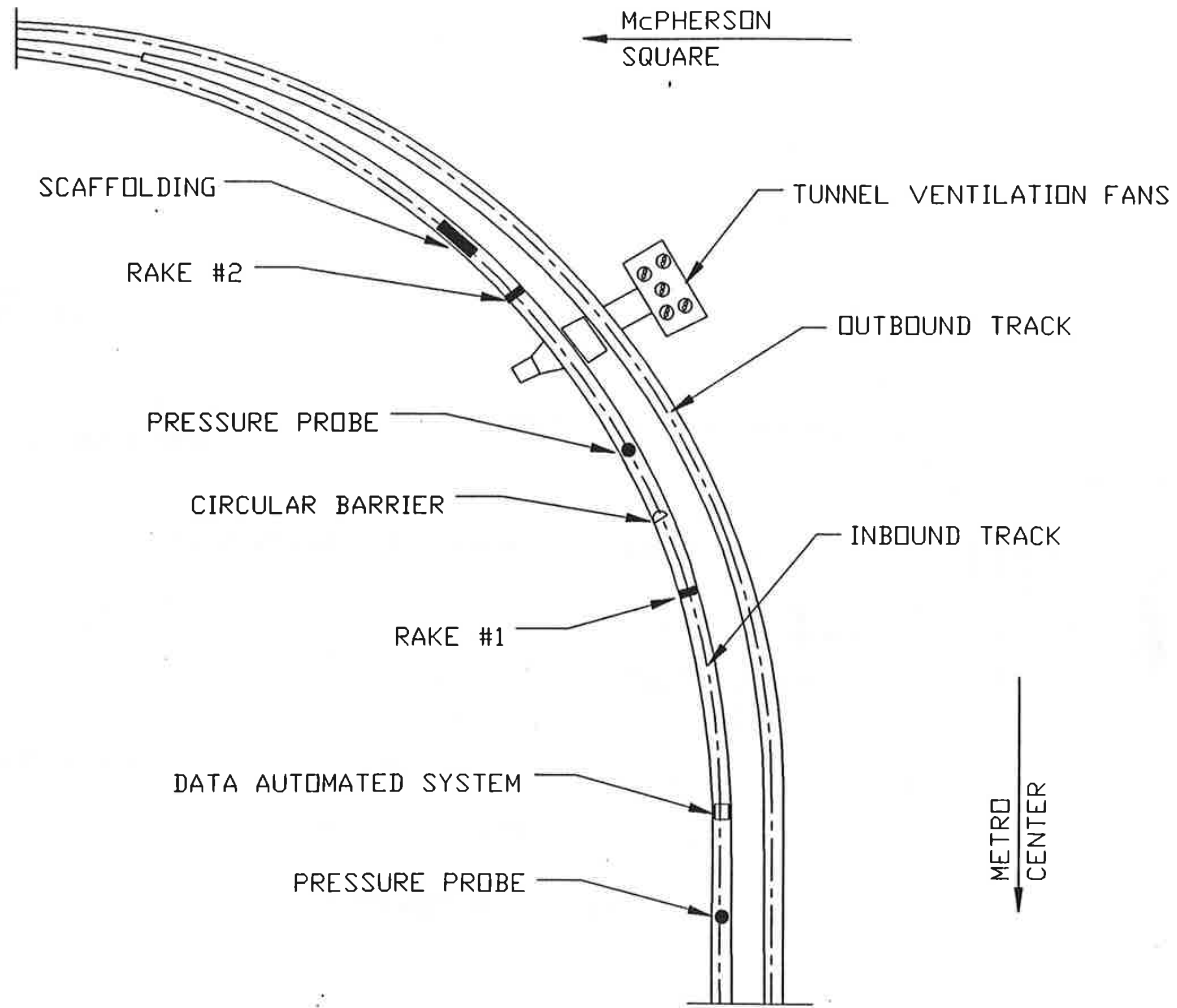 McPHERSON
SQUARE
SCAFFOLDING
TUNNEL VENTILATION FANS
RAKE #2
OUTBOUND TRACK
PRESSURE PROBE
CIRCULAR BARRIER
INBOUND TRACK
RAKE #1
DATA AUTOMATED SYSTEM
METRO
CENTER
PRESSURE PROBE